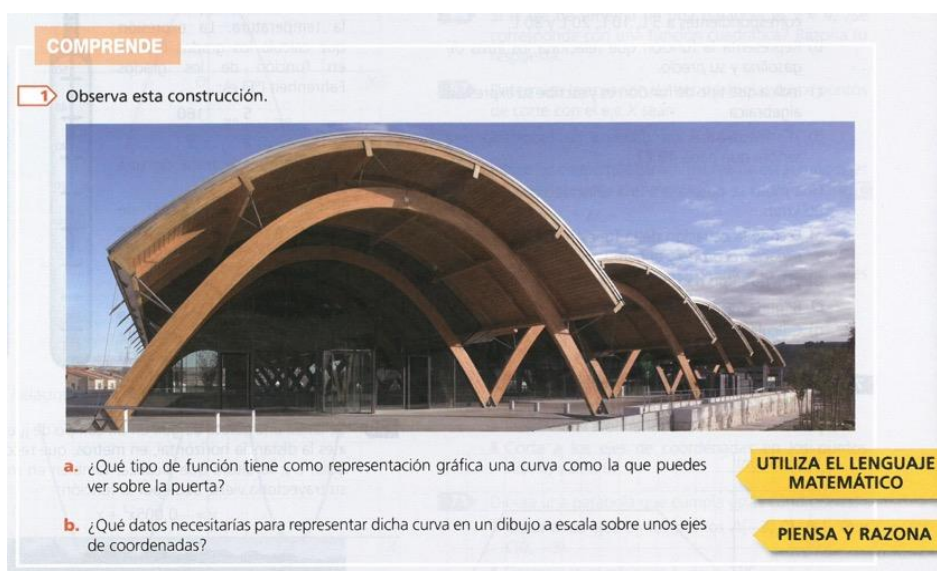 COMPRENDE
1 Observa esta construcción.
a. ¿Qué tipo de función tiene como representación gráfica una curva como la que puedes
ver sobre la puerta?
UTILIZA EL LENGUAJE
MATEMÁTICO
b. ¿Qué datos necesitarías para representar dicha curva en un dibujo a escala sobre unos ejes
de coordenadas?
PIENSA Y RAZONA